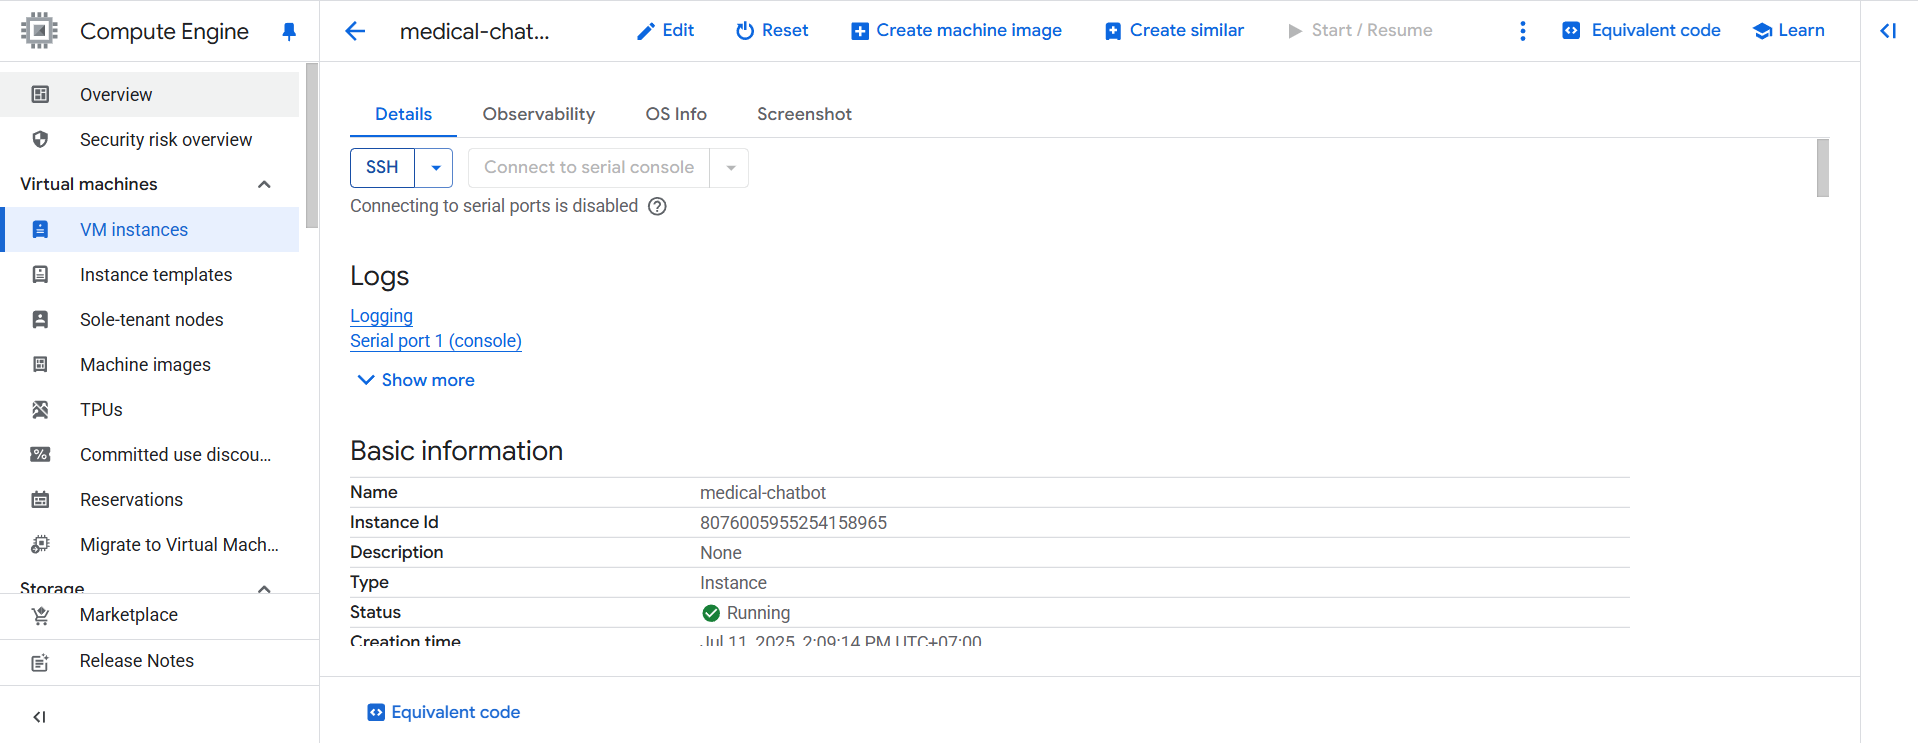 Compute Engine
medical-chat...
Edit
Reset
Create machine image
Create similar
Start / Resume
Equivalent code
Learn
Overview
Security risk overview
Virtual machines
VM instances
Instance templates
Sole-tenant nodes
Machine images
TPUs
Committed use discou...
Reservations
Migrate to Virtual Mach...
Storage
Marketplace
Release Notes
Details
Observability
OS Info
Screenshot
SSH
Connect to serial console
Connecting to serial ports is disabled
Logs
Logging
Serial port 1 (console)
Show more
Basic information
Name medical-chatbot
Instance Id 8076005955254158965
Description None
Type Instance
Status Running
Creation time Jul 11, 2025, 2:09:14 PM UTC+07:00
Equivalent code